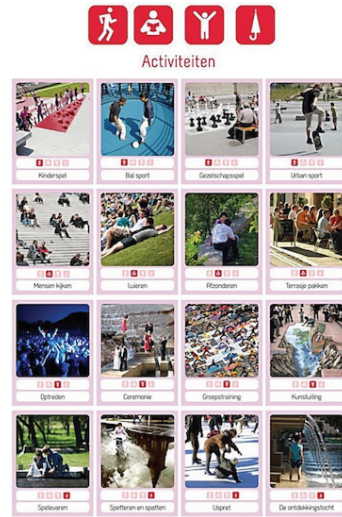 Activiteiten
Kinderspel
Bal sport
Gezelschapsspel
Urban sport
Mensen kijken
Luieren
Afzonderen
Terrasje pakken
Optreden
Ceremonie
Groepstraining
Kunstuiting
Spelevaren
Spetteren en spatten
IJspret
De ontdekkingstocht